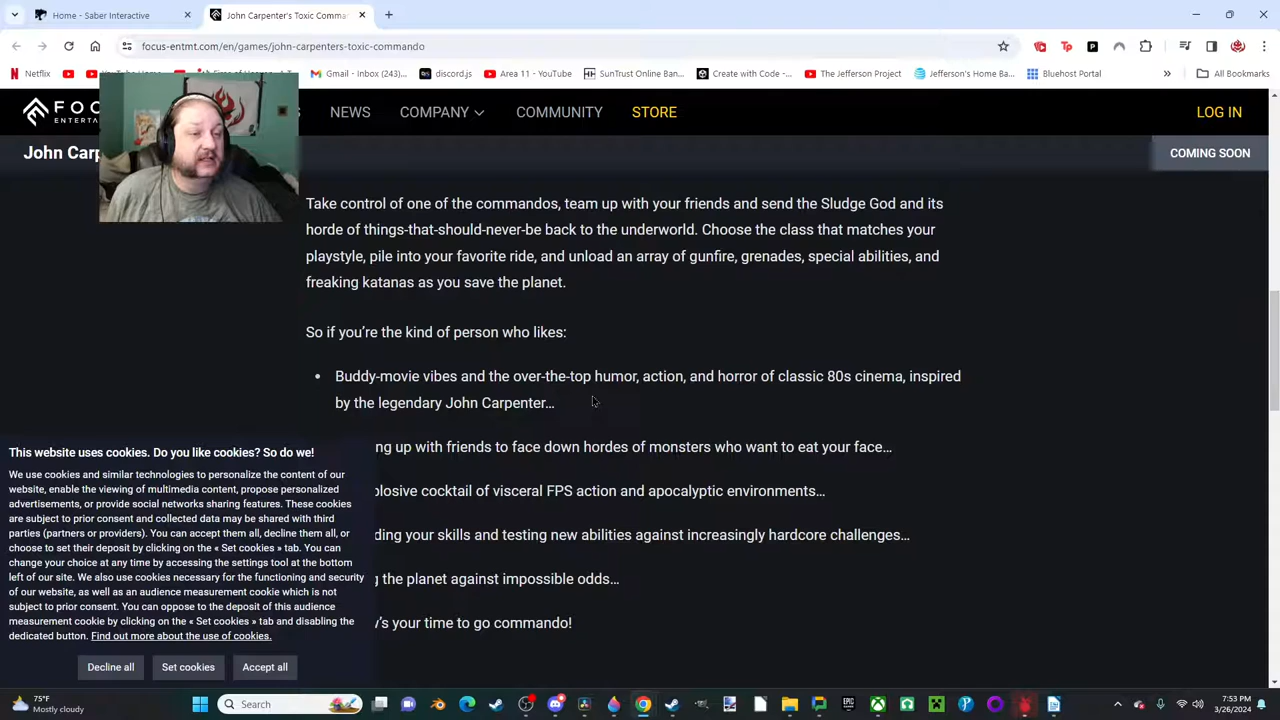 Home - Saber Interactive
John Carpenter's Toxic Comma
focus-entmt.com/en/games/john-carpenters-toxic-commando
Netflix
Gmail - Inbox (243)...
discord.js
Area 11 - YouTube
SunTrust Online Ban...
Create with Code -...
The Jefferson Project...
Jefferson's Home Ba...
Bluehost Portal
»
All Bookmarks
FOC
ENTERTA
NEWS
COMPANY
COMMUNITY
STORE
LOG IN
John Carp
COMING SOON
Take control of one of the commandos, team up with your friends and send the Sludge God and its
horde of things-that-should-never-be back to the underworld. Choose the class that matches your
playstyle, pile into your favorite ride, and unload an array of gunfire, grenades, special abilities, and
freaking katanas as you save the planet.
So if you're the kind of person who likes:
• Buddy-movie vibes and the over-the-top humor, action, and horror of classic 80s cinema, inspired
by the legendary John Carpenter…
ng up with friends to face down hordes of monsters who want to eat your face…
plosive cocktail of visceral FPS action and apocalyptic environments…
ding your skills and testing new abilities against increasingly hardcore challenges…
g the planet against impossible odds…
y's your time to go commando!
This website uses cookies. Do you like cookies? So do we!
We use cookies and similar technologies to personalize the content of our
website, enable the viewing of multimedia content, propose personalized
advertisements, or provide social networks sharing features. These cookies
are subject to prior consent and collected data may be shared with third
parties (partners or providers). You can accept them all, decline them all, or
choose to set their deposit by clicking on the « Set cookies » tab. You can
change your choice at any time by accessing the settings tool at the bottom
left of our site. We also use cookies necessary for the functioning and security
of our website, as well as an audience measurement cookie which is not
subject to prior consent. You can oppose to the deposit of this audience
measurement cookie by clicking on the « Set cookies » tab and disabling the
dedicated button. Find out more about the use of cookies.
Decline all
Set cookies
Accept all
75°F
Mostly cloudy
Search
7:53 PM
3/26/2024